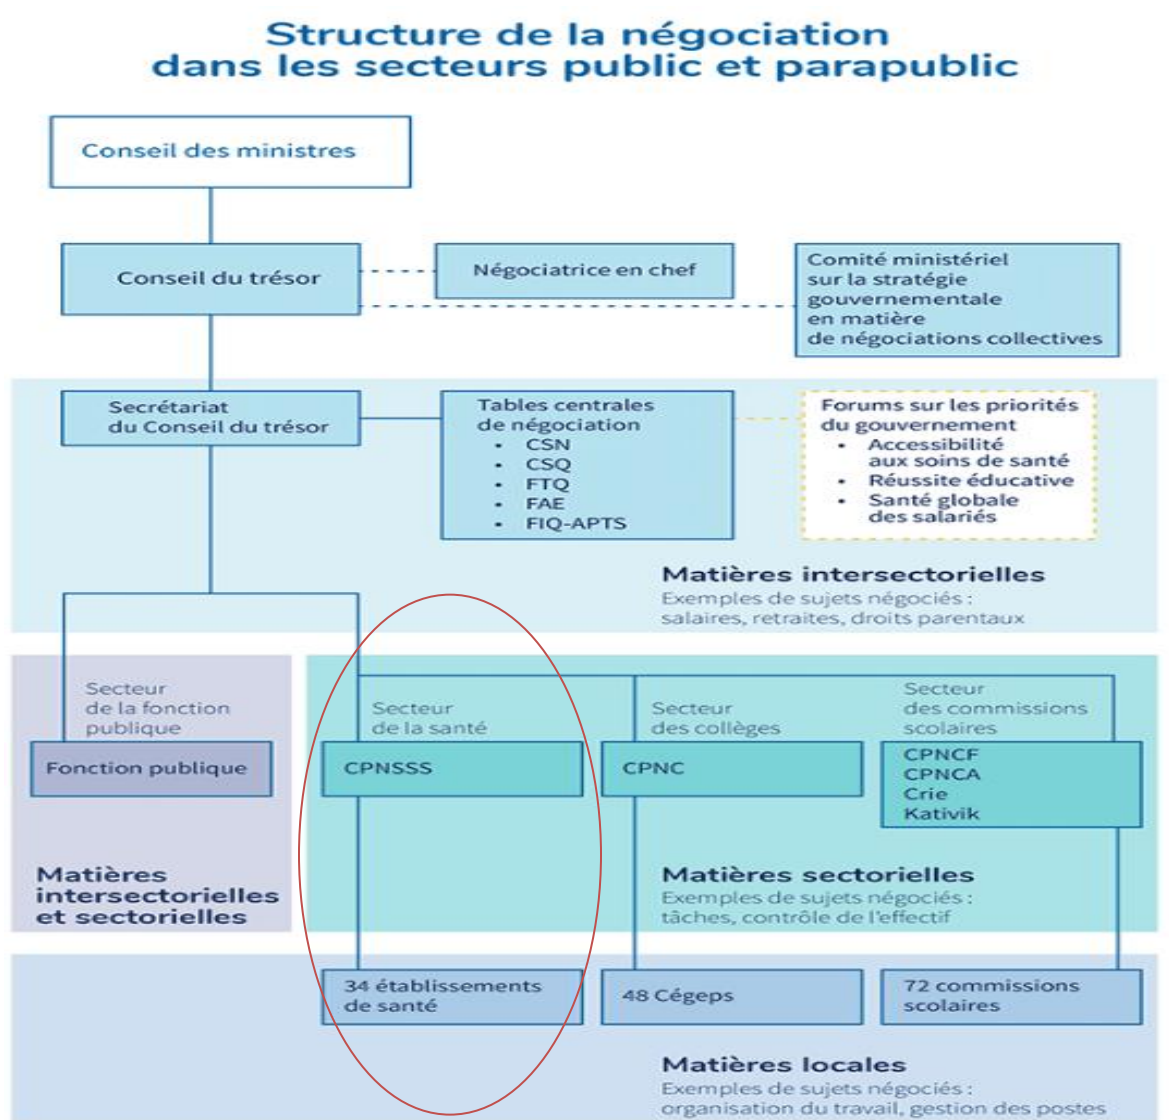 Structure de la négociation
dans les secteurs public et parapublic
Conseil des ministres
Conseil du trésor
Négociatrice en chef
Comité ministériel
sur la stratégie
gouvernementale
en matière
de négociations collectives
Secrétariat
du Conseil du trésor
Tables centrales
de négociation
• CSN
• CSQ
• FTQ
• FAE
• FIQ-APTS
Forums sur les priorités
du gouvernement
• Accessibilité
aux soins de santé
• Réussite éducative
• Santé globale
des salariés
Matières intersectorielles
Exemples de sujets négociés :
salaires, retraites, droits parentaux
Secteur
de la fonction
publique
Fonction publique
Matières
intersectorielles
et sectorielles
Secteur
de la santé
CPNSSS
Secteur
des collèges
CPNC
Secteur
des commissions
scolaires
CPNCF
CPNCA
Crie
Kativik
Matières sectorielles
Exemples de sujets négociés :
tâches, contrôle de l'effectif
34 établissements
de santé
48 Cégeps
72 commissions
scolaires
Matières locales
Exemples de sujets négociés :
organisation du travail, gestion des postes